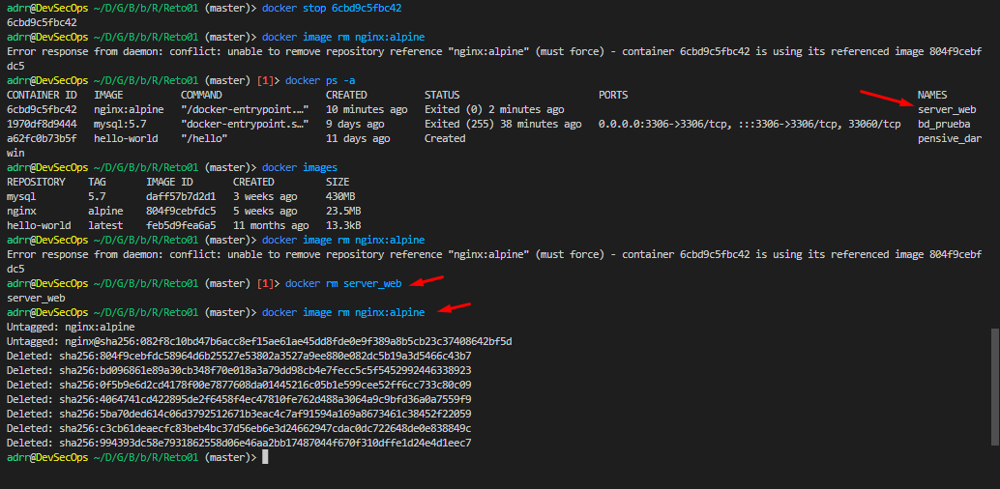 adrr@DevSecOps ~/D/G/B/b/R/Reto01 (master)> docker stop 6cbd9c5fbc42
6cbd9c5fbc42
adrr@DevSecOps ~/D/G/B/b/R/Reto01 (master)> docker image rm nginx:alpine
Error response from daemon: conflict: unable to remove repository reference "nginx:alpine" (must force) - container 6cbd9c5fbc42 is using its referenced image 804f9cebf
dc5
adrr@DevSecOps ~/D/G/B/b/R/Reto01 (master) [1]> docker ps -a
CONTAINER ID   IMAGE          COMMAND                  CREATED          STATUS                        PORTS                                                  NAMES
6cbd9c5fbc42   nginx:alpine   "/docker-entrypoint.…"   10 minutes ago   Exited (0) 2 minutes ago                                                             server_web
1970df8d9444   mysql:5.7      "docker-entrypoint.s…"   9 days ago       Exited (255) 38 minutes ago   0.0.0.0:3306->3306/tcp, :::3306->3306/tcp, 33060/tcp   bd_prueba
a62fc0b73b5f   hello-world    "/hello"                 11 days ago      Created                                                                              pensive_dar
win
adrr@DevSecOps ~/D/G/B/b/R/Reto01 (master)> docker images
REPOSITORY    TAG       IMAGE ID       CREATED         SIZE
mysql         5.7       daff57b7d2d1   3 weeks ago     430MB
nginx         alpine    804f9cebfdc5   5 weeks ago     23.5MB
hello-world   latest    feb5d9fea6a5   11 months ago   13.3kB
adrr@DevSecOps ~/D/G/B/b/R/Reto01 (master)> docker image rm nginx:alpine
Error response from daemon: conflict: unable to remove repository reference "nginx:alpine" (must force) - container 6cbd9c5fbc42 is using its referenced image 804f9cebf
dc5
adrr@DevSecOps ~/D/G/B/b/R/Reto01 (master) [1]> docker rm server_web
server_web
adrr@DevSecOps ~/D/G/B/b/R/Reto01 (master)> docker image rm nginx:alpine
Untagged: nginx:alpine
Untagged: nginx@sha256:082f8c10bd47b6acc8ef15ae61ae45dd8fde0e9f389a8b5cb23c37408642bf5d
Deleted: sha256:804f9cebfdc58964d6b25527e53802a3527a9ee880e082dc5b19a3d5466c43b7
Deleted: sha256:bd096861e89a30cb348f70e018a3a79dd98cb4e7fecc5c5f5452992446338923
Deleted: sha256:0f5b9e6d2cd4178f00e7877608da01445216c05b1e599cee52ff6cc733c80c09
Deleted: sha256:4064741cd422895de2f6458f4ec47810fe762d488a3064a9c9bfd36a0a7559f9
Deleted: sha256:5ba70ded614c06d3792512671b3eac4c7af91594a169a8673461c38452f22059
Deleted: sha256:c3cb61deaecfc83beb4bc37d56eb6e3d24662947cdac0dc722648de0e838849c
Deleted: sha256:994393dc58e7931862558d06e46aa2bb17487044f670f310dffe1d24e4d1eec7
adrr@DevSecOps ~/D/G/B/b/R/Reto01 (master)>